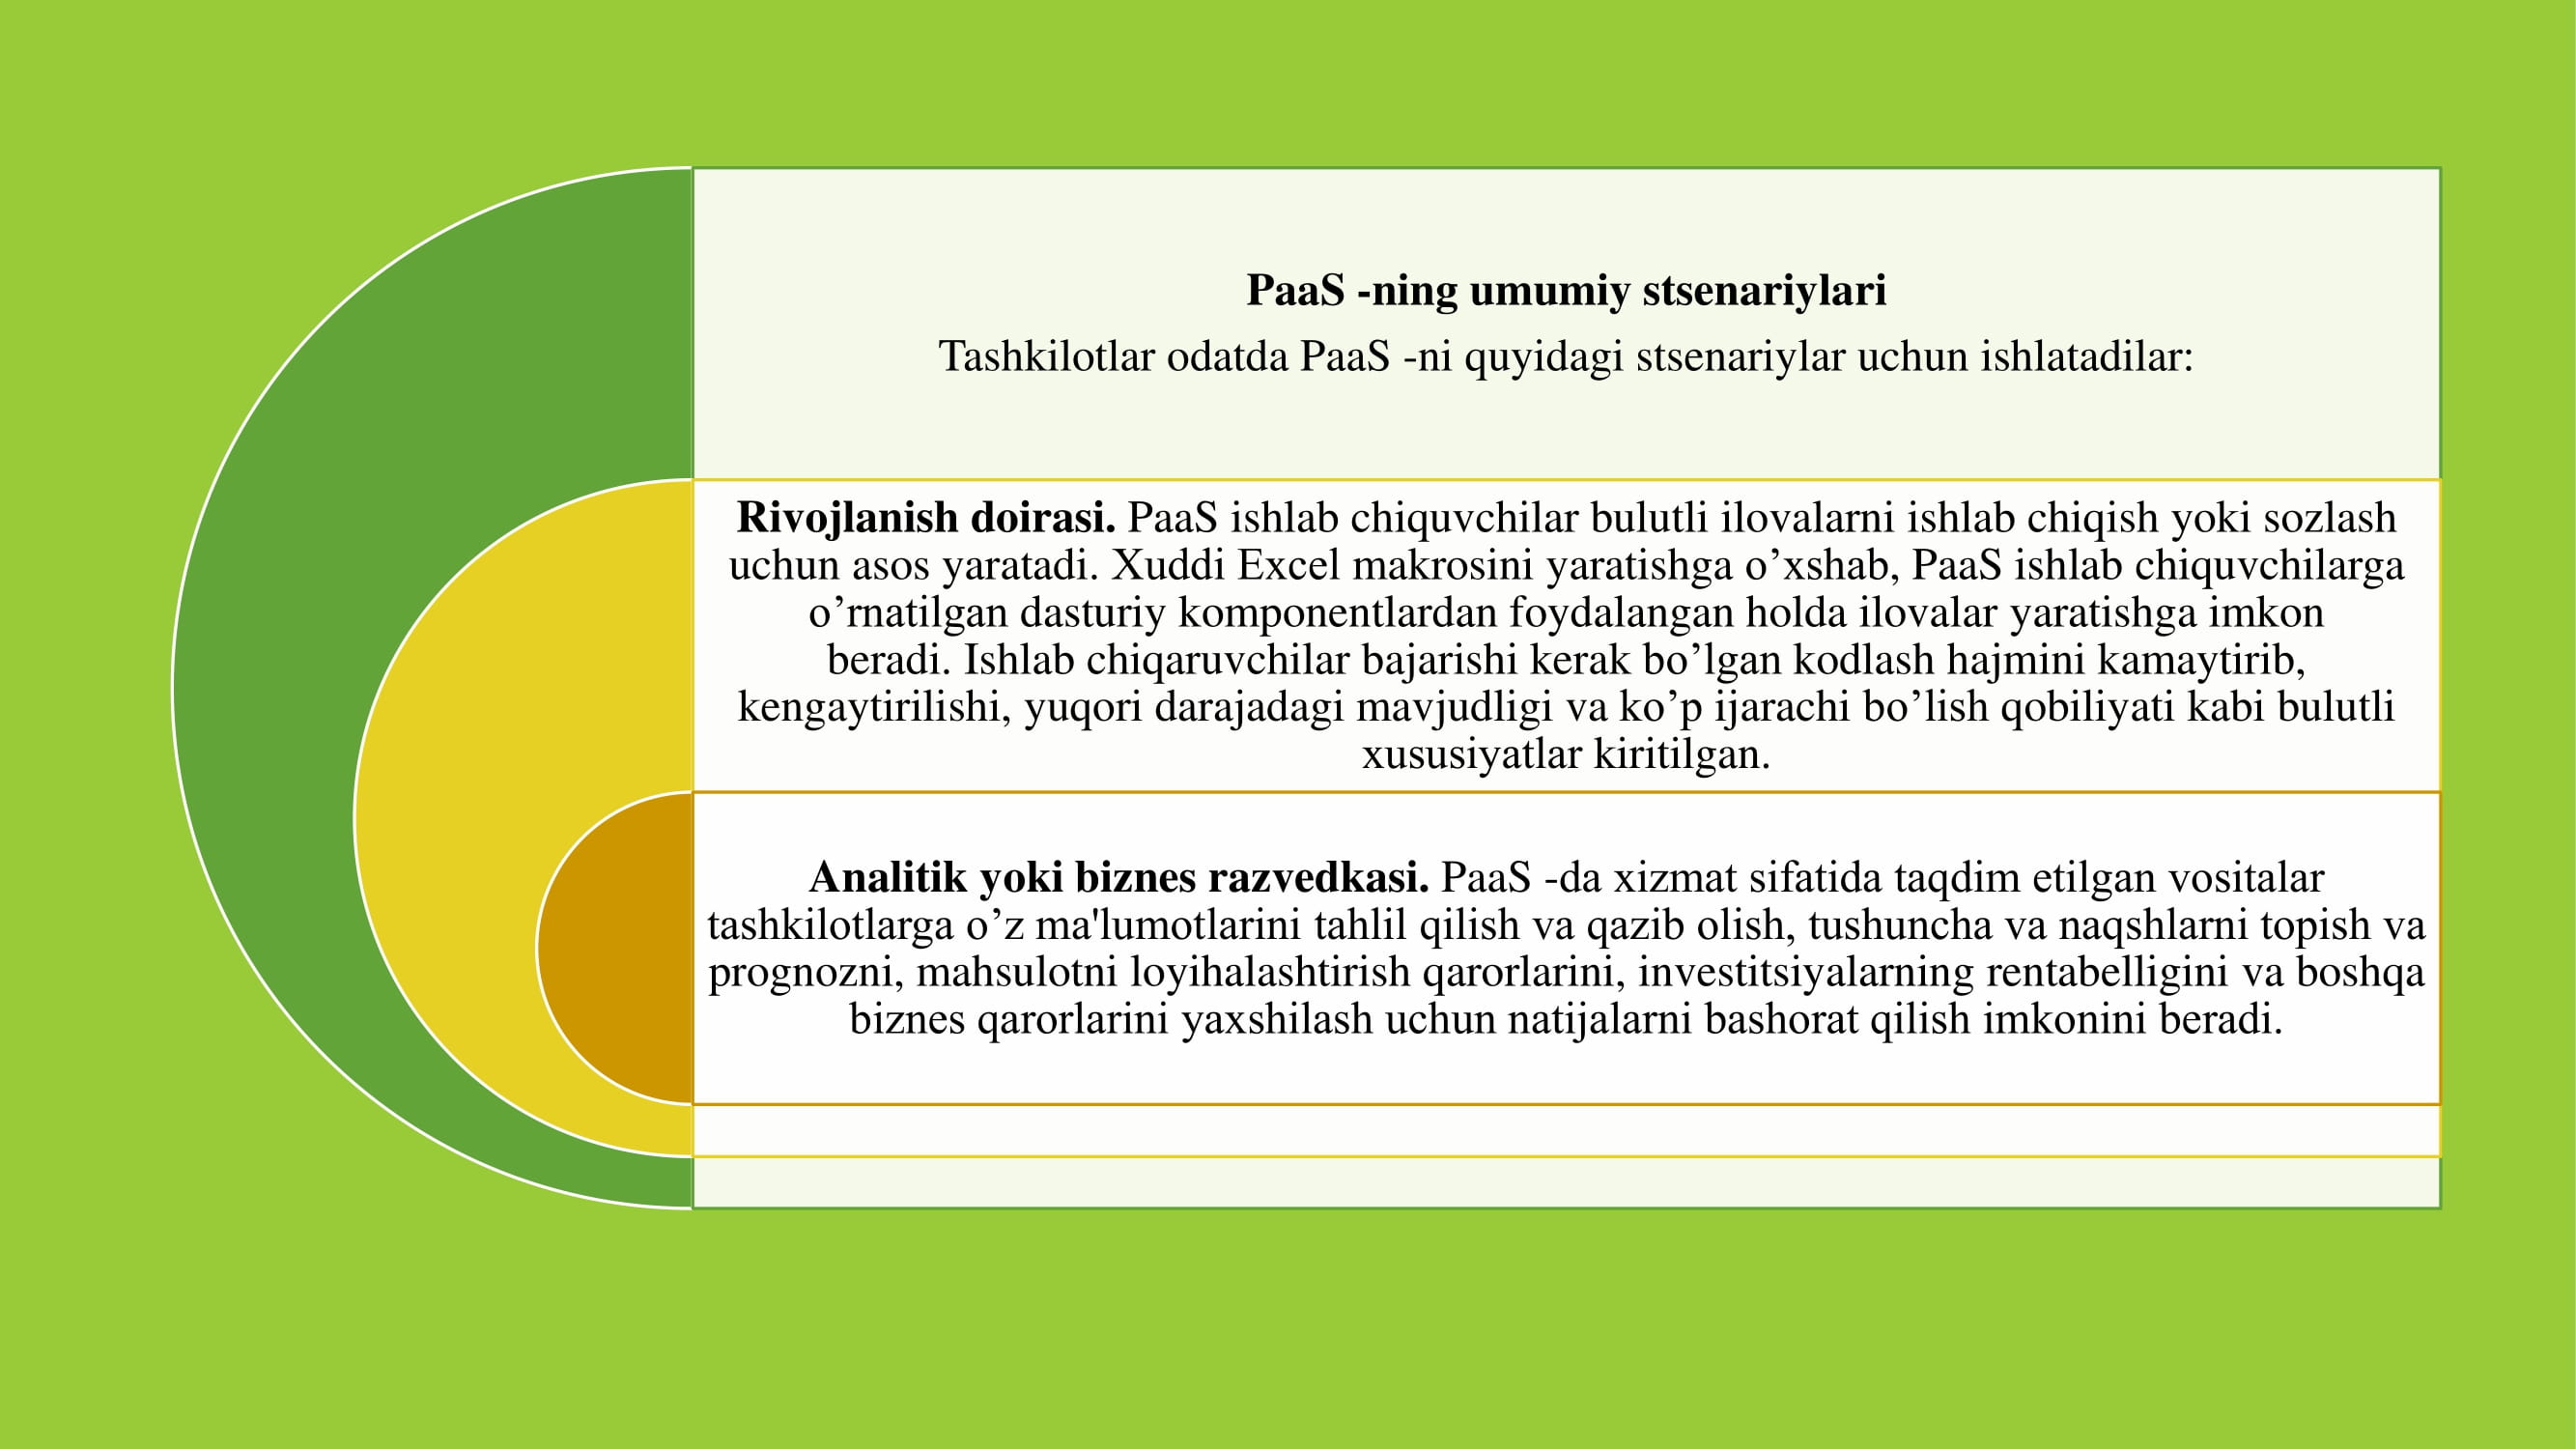 PaaS -ning umumiy stsenariylari
Tashkilotlar odatda PaaS -ni quyidagi stsenariylar uchun ishlatadilar:
Rivojlanish doirasi. PaaS ishlab chiquvchilar bulutli ilovalarni ishlab chiqish yoki sozlash
uchun asos yaratadi. Xuddi Excel makrosini yaratishga o’xshab, PaaS ishlab chiquvchilarga
o’rnatilgan dasturiy komponentlardan foydalangan holda ilovalar yaratishga imkon
beradi. Ishlab chiqaruvchilar bajarishi kerak bo’lgan kodlash hajmini kamaytirib,
kengaytirilishi, yuqori darajadagi mavjudligi va ko’p ijarachi bo’lish qobiliyati kabi bulutli
xususiyatlar kiritilgan.
Analitik yoki biznes razvedkasi. PaaS -da xizmat sifatida taqdim etilgan vositalar
tashkilotlarga o’z ma'lumotlarini tahlil qilish va qazib olish, tushuncha va naqshlarni topish va
prognozni, mahsulotni loyihalashtirish qarorlarini, investitsiyalarning rentabelligini va boshqa
biznes qarorlarini yaxshilash uchun natijalarni bashorat qilish imkonini beradi.